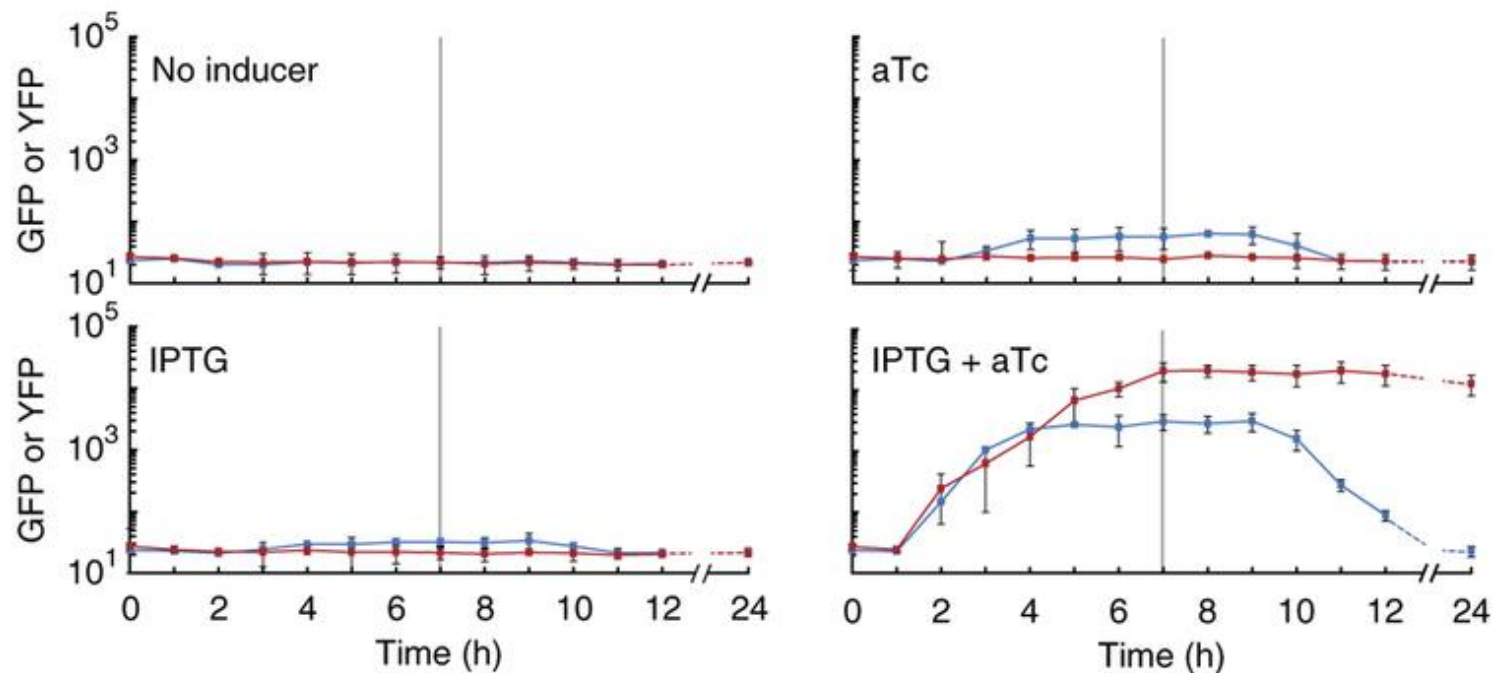 10^5
No inducer
10^3
10^1
GFP or YFP
aTc
10^5
IPTG
10^3
10^1
GFP or YFP
0 2 4 6 8 10 12 24
Time (h)
IPTG + aTc
0 2 4 6 8 10 12 24
Time (h)